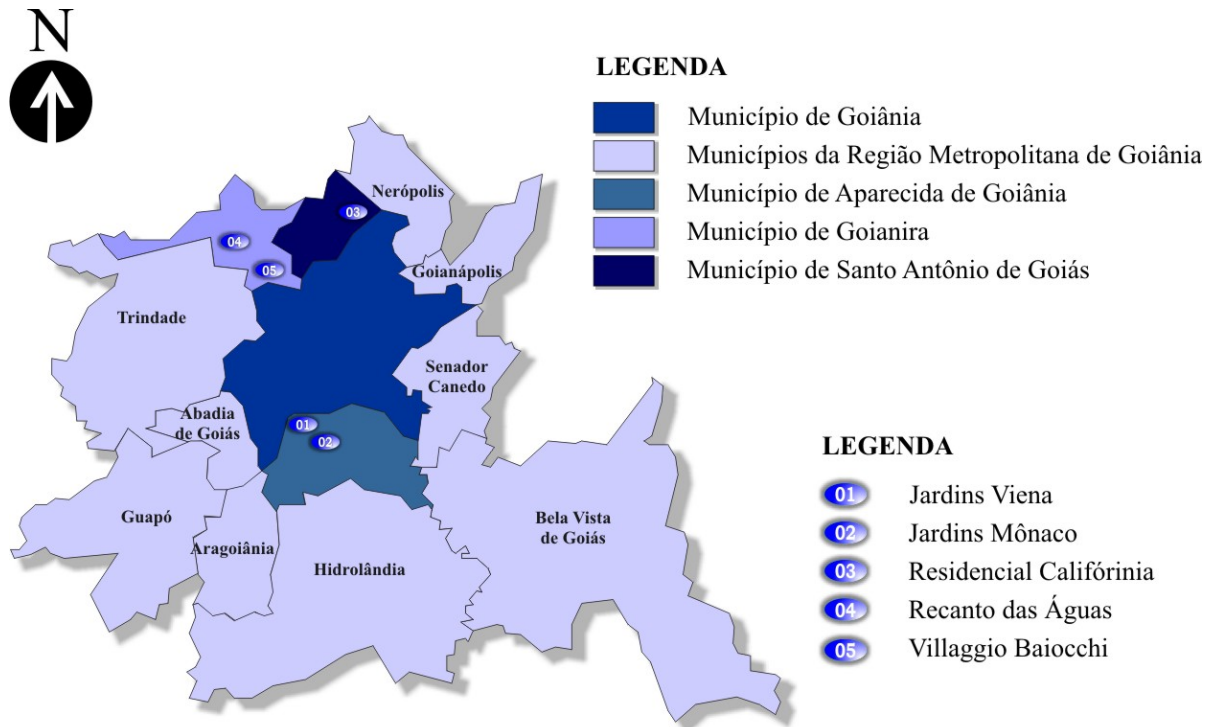 N
LEGENDA
Município de Goiânia
Municípios da Região Metropolitana de Goiânia
Município de Aparecida de Goiânia
Município de Goianira
Município de Santo Antônio de Goiás
Nerópolis
03
04
05
Goianápolis
Trindade
Senador
Canedo
Abadia
de Goiás
01
02
Guapó
Aragoiânia
Hidrolândia
Bela Vista
de Goiás
LEGENDA
01 Jardins Viena
02 Jardins Mônaco
03 Residencial Califórinia
04 Recanto das Águas
05 Villaggio Baiocchi